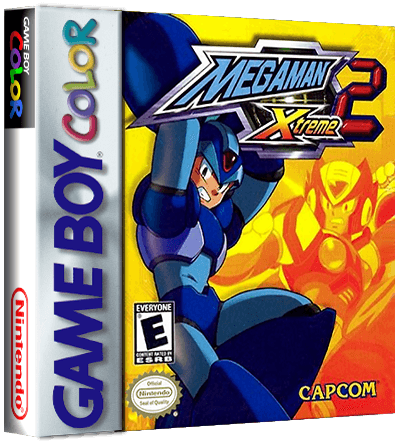 GAME BOY
COLOR
Nintendo
GAME BOY COLOR
MEGAMAN
Xtreme 2
EVERYONE
E
CONTENT RATED BY
ESRB
Official
Nintendo
Seal of Quality
CAPCOM